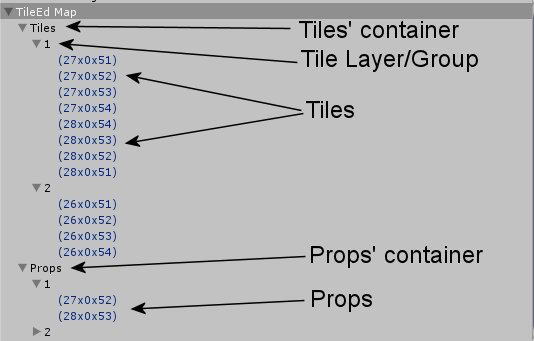 TileEd Map
Tiles
Tiles' container
1
Tile Layer/Group
(27x0x51)
(27x0x52)
(27x0x53)
(27x0x54)
Tiles
(28x0x54)
(28x0x53)
(28x0x52)
(28x0x51)
2
(26x0x51)
(26x0x52)
(26x0x53)
(26x0x54)
Props' container
Props
1
(27x0x52)
Props
(28x0x53)
2